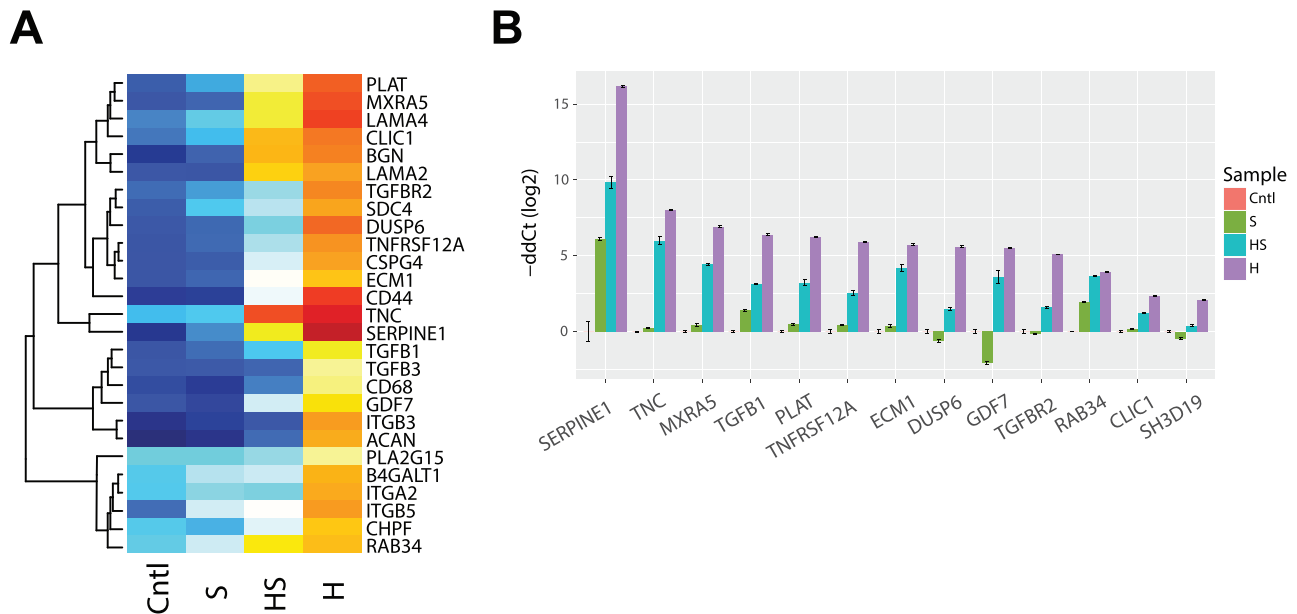 A
PLAT
MXRA5
LAMA4
CLIC1
BGN
LAMA2
TGFBR2
SDC4
DUSP6
TNFRSF12A
CSPG4
ECM1
CD44
TNC
SERPINE1
TGFB1
TGFB3
CD68
GDF7
ITGB3
ACAN
PLA2G15
B4GALT1
ITGA2
ITGB5
CHPF
RAB34
Cntl S HS H
B
−ddCt (log2)
15
10
5
0
SERPINE1 TNC MXRA5 TGFB1 PLAT TNFRSF12A ECM1 DUSP6 GDF7 TGFBR2 RAB34 CLIC1 SH3D19
Sample
Cntl
S
HS
H